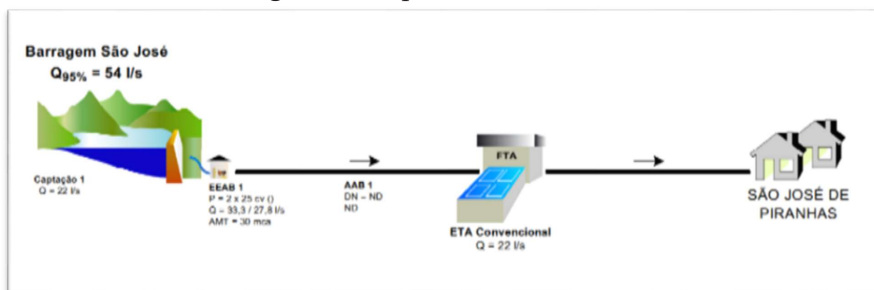 Barragem São José
Q95% = 54 l/s
Captação 1
Q = 22 l/s
EEAB 1
P = 2 x 25 cv ()
Q = 33,3 / 27,8 l/s
AMT = 30 mca
AAB 1
DN = ND
ND
ETA
ETA Convencional
Q = 22 l/s
SÃO JOSÉ DE
PIRANHAS